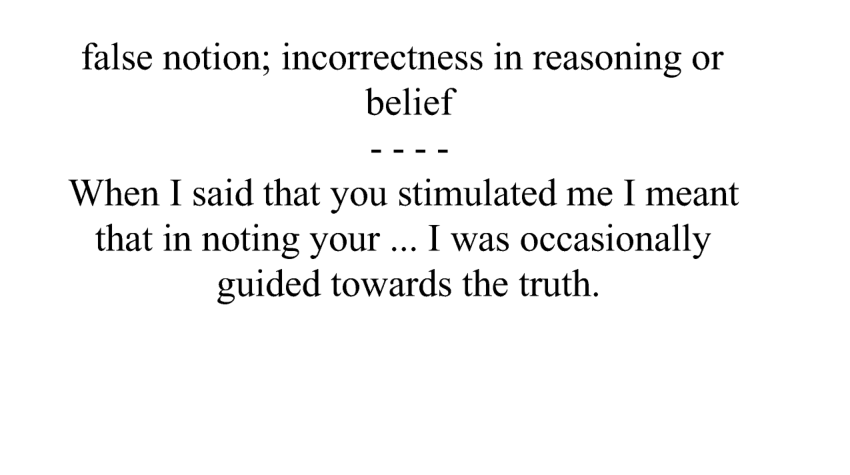 false notion; incorrectness in reasoning or
belief
- - - -
When I said that you stimulated me I meant
that in noting your ... I was occasionally
guided towards the truth.